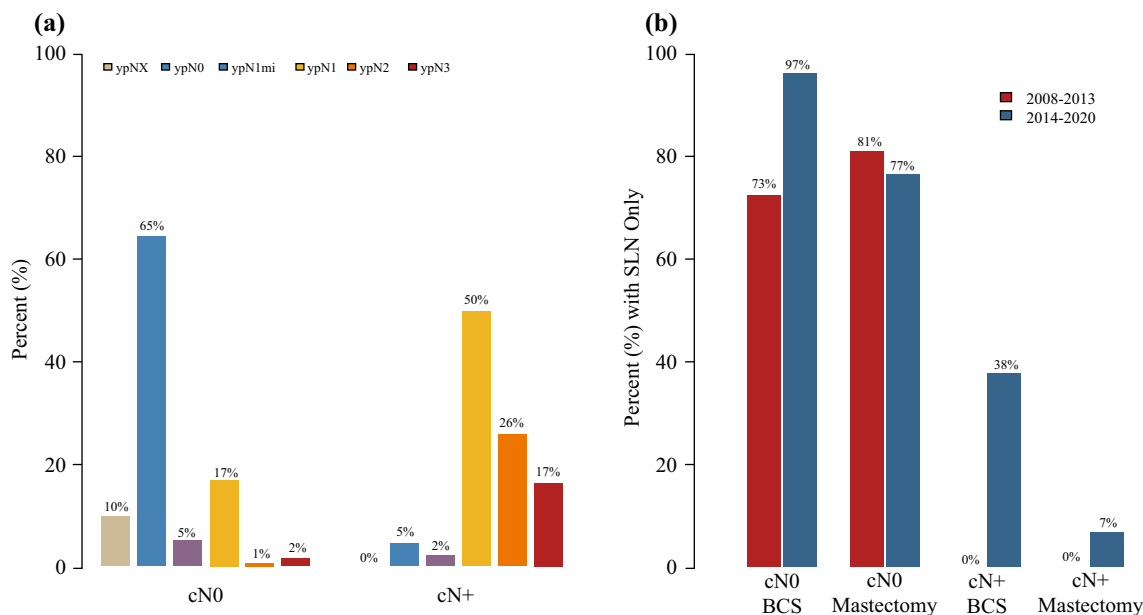 (a)
Percent (%)
100
80
60
40
20
0
ypNX ypN0 ypN1mi ypN1 ypN2 ypN3
10%
65%
5%
17%
1%
2%
0%
5%
2%
50%
26%
17%
cN0
cN+
(b)
Percent (%) with SLN Only
100
80
60
40
20
0
2008-2013
2014-2020
73%
97%
81%
77%
0%
38%
0%
7%
cN0
BCS
cN0
Mastectomy
cN+
BCS
cN+
Mastectomy